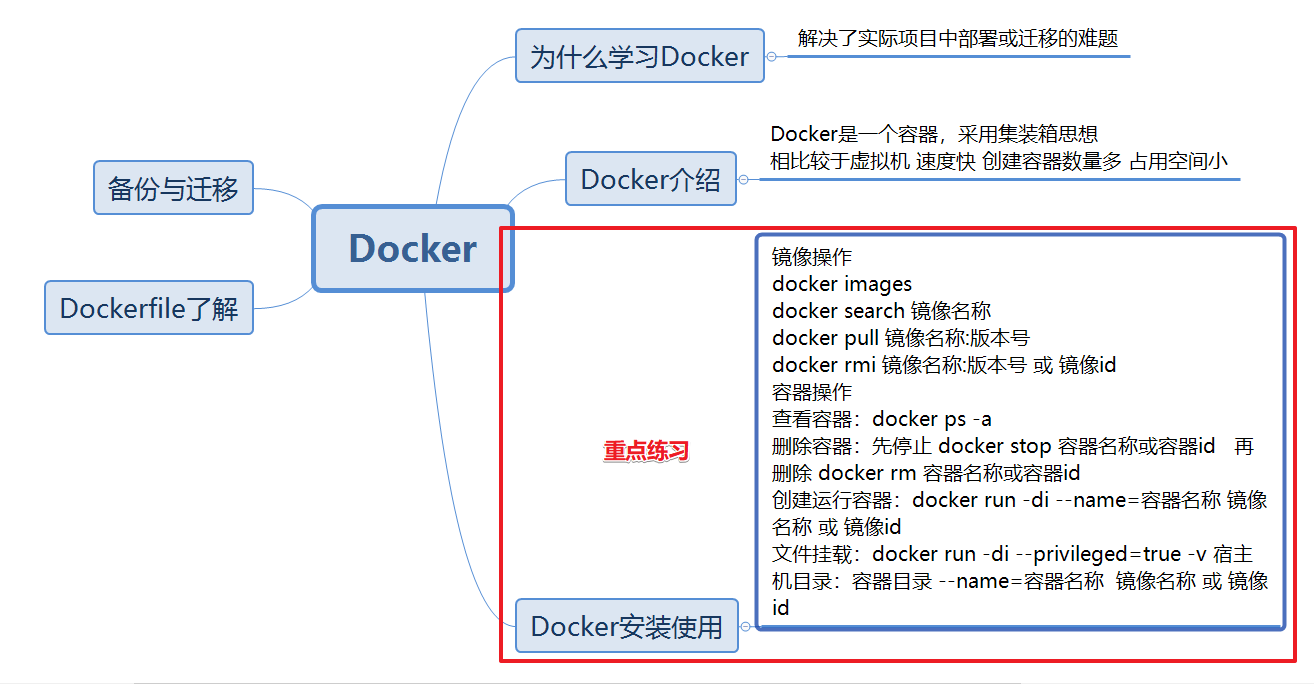 为什么学习Docker
解决了实际项目中部署或迁移的难题
Docker是一个容器，采用集装箱思想
相比较于虚拟机 速度快 创建容器数量多 占用空间小
Docker介绍
备份与迁移
Docker
Dockerfile了解
镜像操作
docker images
docker search 镜像名称
docker pull 镜像名称:版本号
docker rmi 镜像名称:版本号 或 镜像id
容器操作
查看容器：docker ps -a
删除容器：先停止 docker stop 容器名称或容器id   再
删除 docker rm 容器名称或容器id
创建运行容器：docker run -di --name=容器名称 镜像
名称 或 镜像id
文件挂载：docker run -di --privileged=true -v 宿主
机目录：容器目录 --name=容器名称  镜像名称 或 镜像
id
重点练习
Docker安装使用